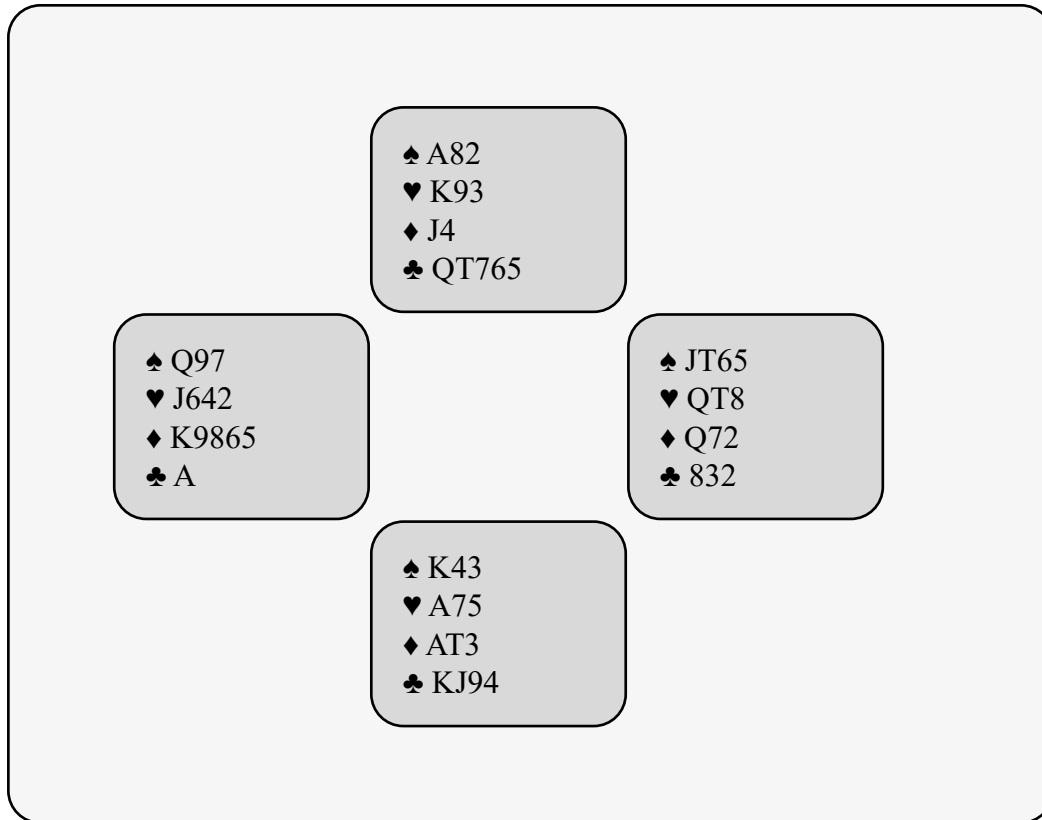 ♠ A82
♥ K93
♦ J4
♣ QT765
♠ Q97
♥ J642
♦ K9865
♣ A
♠ JT65
♥ QT8
♦ Q72
♣ 832
♠ K43
♥ A75
♦ AT3
♣ KJ94